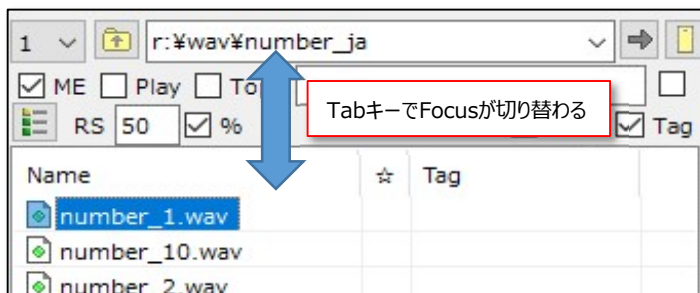 1 r:¥wav¥number_ja
ME Play To
TabキーでFocusが切り替わる
RS 50 % Tag
Name ☆ Tag
number_1.wav
number_10.wav
number_2.wav